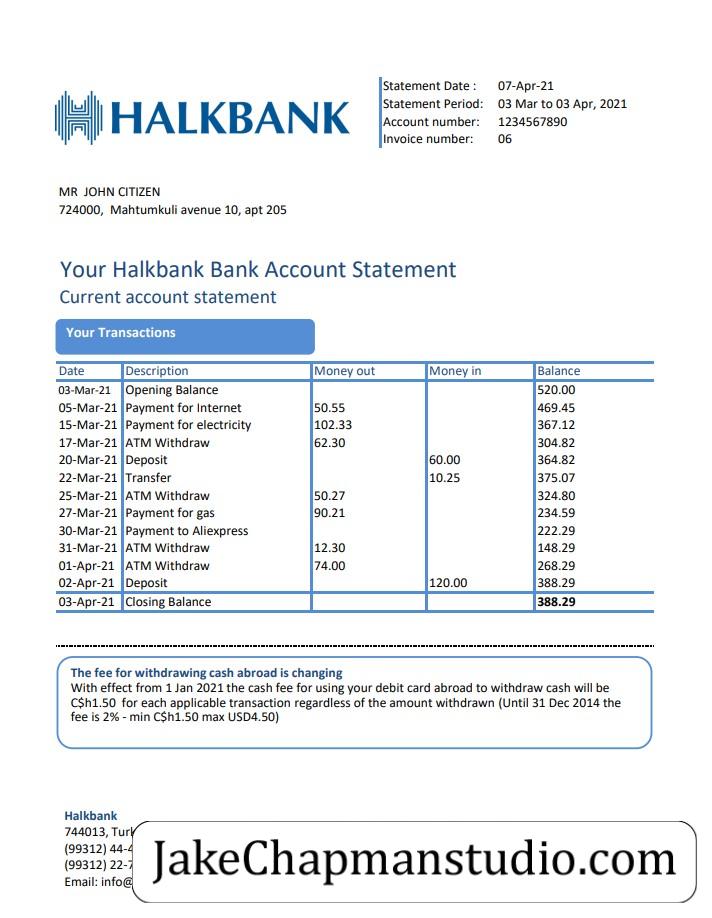 HALKBANK
Statement Date : 07-Apr-21
Statement Period: 03 Mar to 03 Apr, 2021
Account number: 1234567890
Invoice number: 06
MR JOHN CITIZEN
724000, Mahtumkuli avenue 10, apt 205
Your Halkbank Bank Account Statement
Current account statement
Your Transactions
Date Description Money out Money in Balance
03-Mar-21 Opening Balance 520.00
05-Mar-21 Payment for Internet 50.55 469.45
15-Mar-21 Payment for electricity 102.33 367.12
17-Mar-21 ATM Withdraw 62.30 304.82
20-Mar-21 Deposit 60.00 364.82
22-Mar-21 Transfer 10.25 375.07
25-Mar-21 ATM Withdraw 50.27 324.80
27-Mar-21 Payment for gas 90.21 234.59
30-Mar-21 Payment to Aliexpress 222.29
31-Mar-21 ATM Withdraw 12.30 148.29
01-Apr-21 ATM Withdraw 74.00 268.29
02-Apr-21 Deposit 120.00 388.29
03-Apr-21 Closing Balance 388.29
The fee for withdrawing cash abroad is changing
With effect from 1 Jan 2021 the cash fee for using your debit card abroad to withdraw cash will be
C$h1.50 for each applicable transaction regardless of the amount withdrawn (Until 31 Dec 2014 the
fee is 2% - min C$h1.50 max USD4.50)
Halkbank
744013,
(99312)
(99312)
Email:
JakeChapmanstudio.com